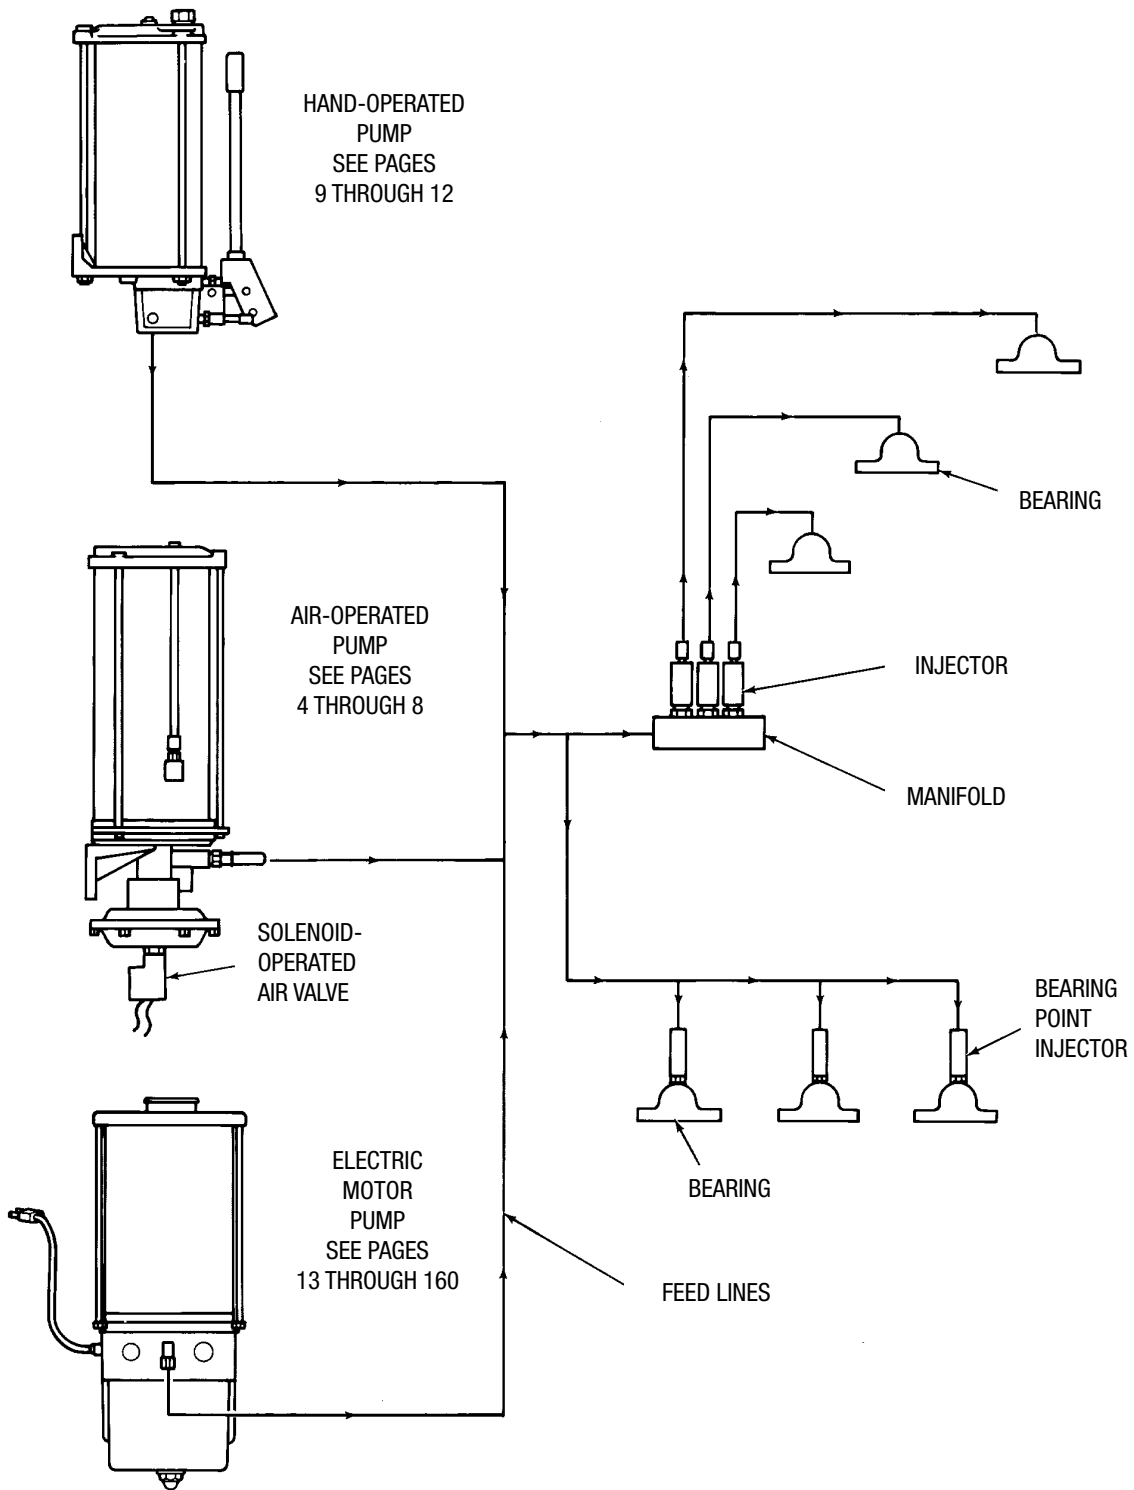 HAND-OPERATED
PUMP
SEE PAGES
9 THROUGH 12
BEARING
AIR-OPERATED
PUMP
SEE PAGES
4 THROUGH 8
INJECTOR
MANIFOLD
SOLENOID-
OPERATED
AIR VALVE
BEARING
POINT
INJECTOR
ELECTRIC
MOTOR
PUMP
SEE PAGES
13 THROUGH 160
BEARING
FEED LINES